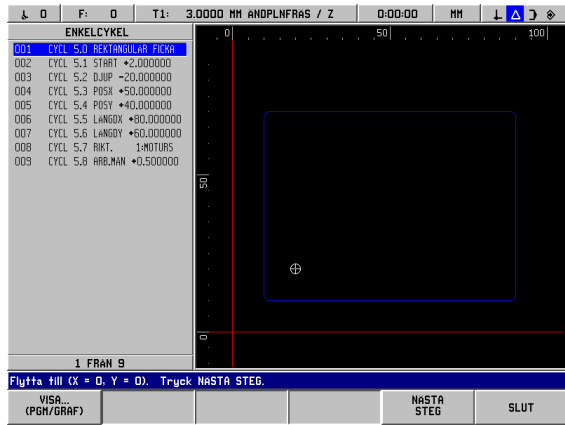 0 F: 0 T1: 3.0000 MM ANDPLNFRAS / Z 0:00:00 MM
ENKELCYKEL
001 CYCL 5.0 REKTANGULAR FICKA
002 CYCL 5.1 START +2.000000
003 CYCL 5.2 DJUP -20.000000
004 CYCL 5.3 POSX +50.000000
005 CYCL 5.4 POSY +40.000000
006 CYCL 5.5 LANGDX +80.000000
007 CYCL 5.6 LANGDY +60.000000
008 CYCL 5.7 RIKT. 1:MOTURS
009 CYCL 5.8 ARB.MAN +0.500000
1 FRAN 9
0
50
100
50
0
Flytta till (X = 0, Y = 0). Tryck NASTA STEG.
VISA...
(PGM/GRAF)
NASTA
STEG
SLUT